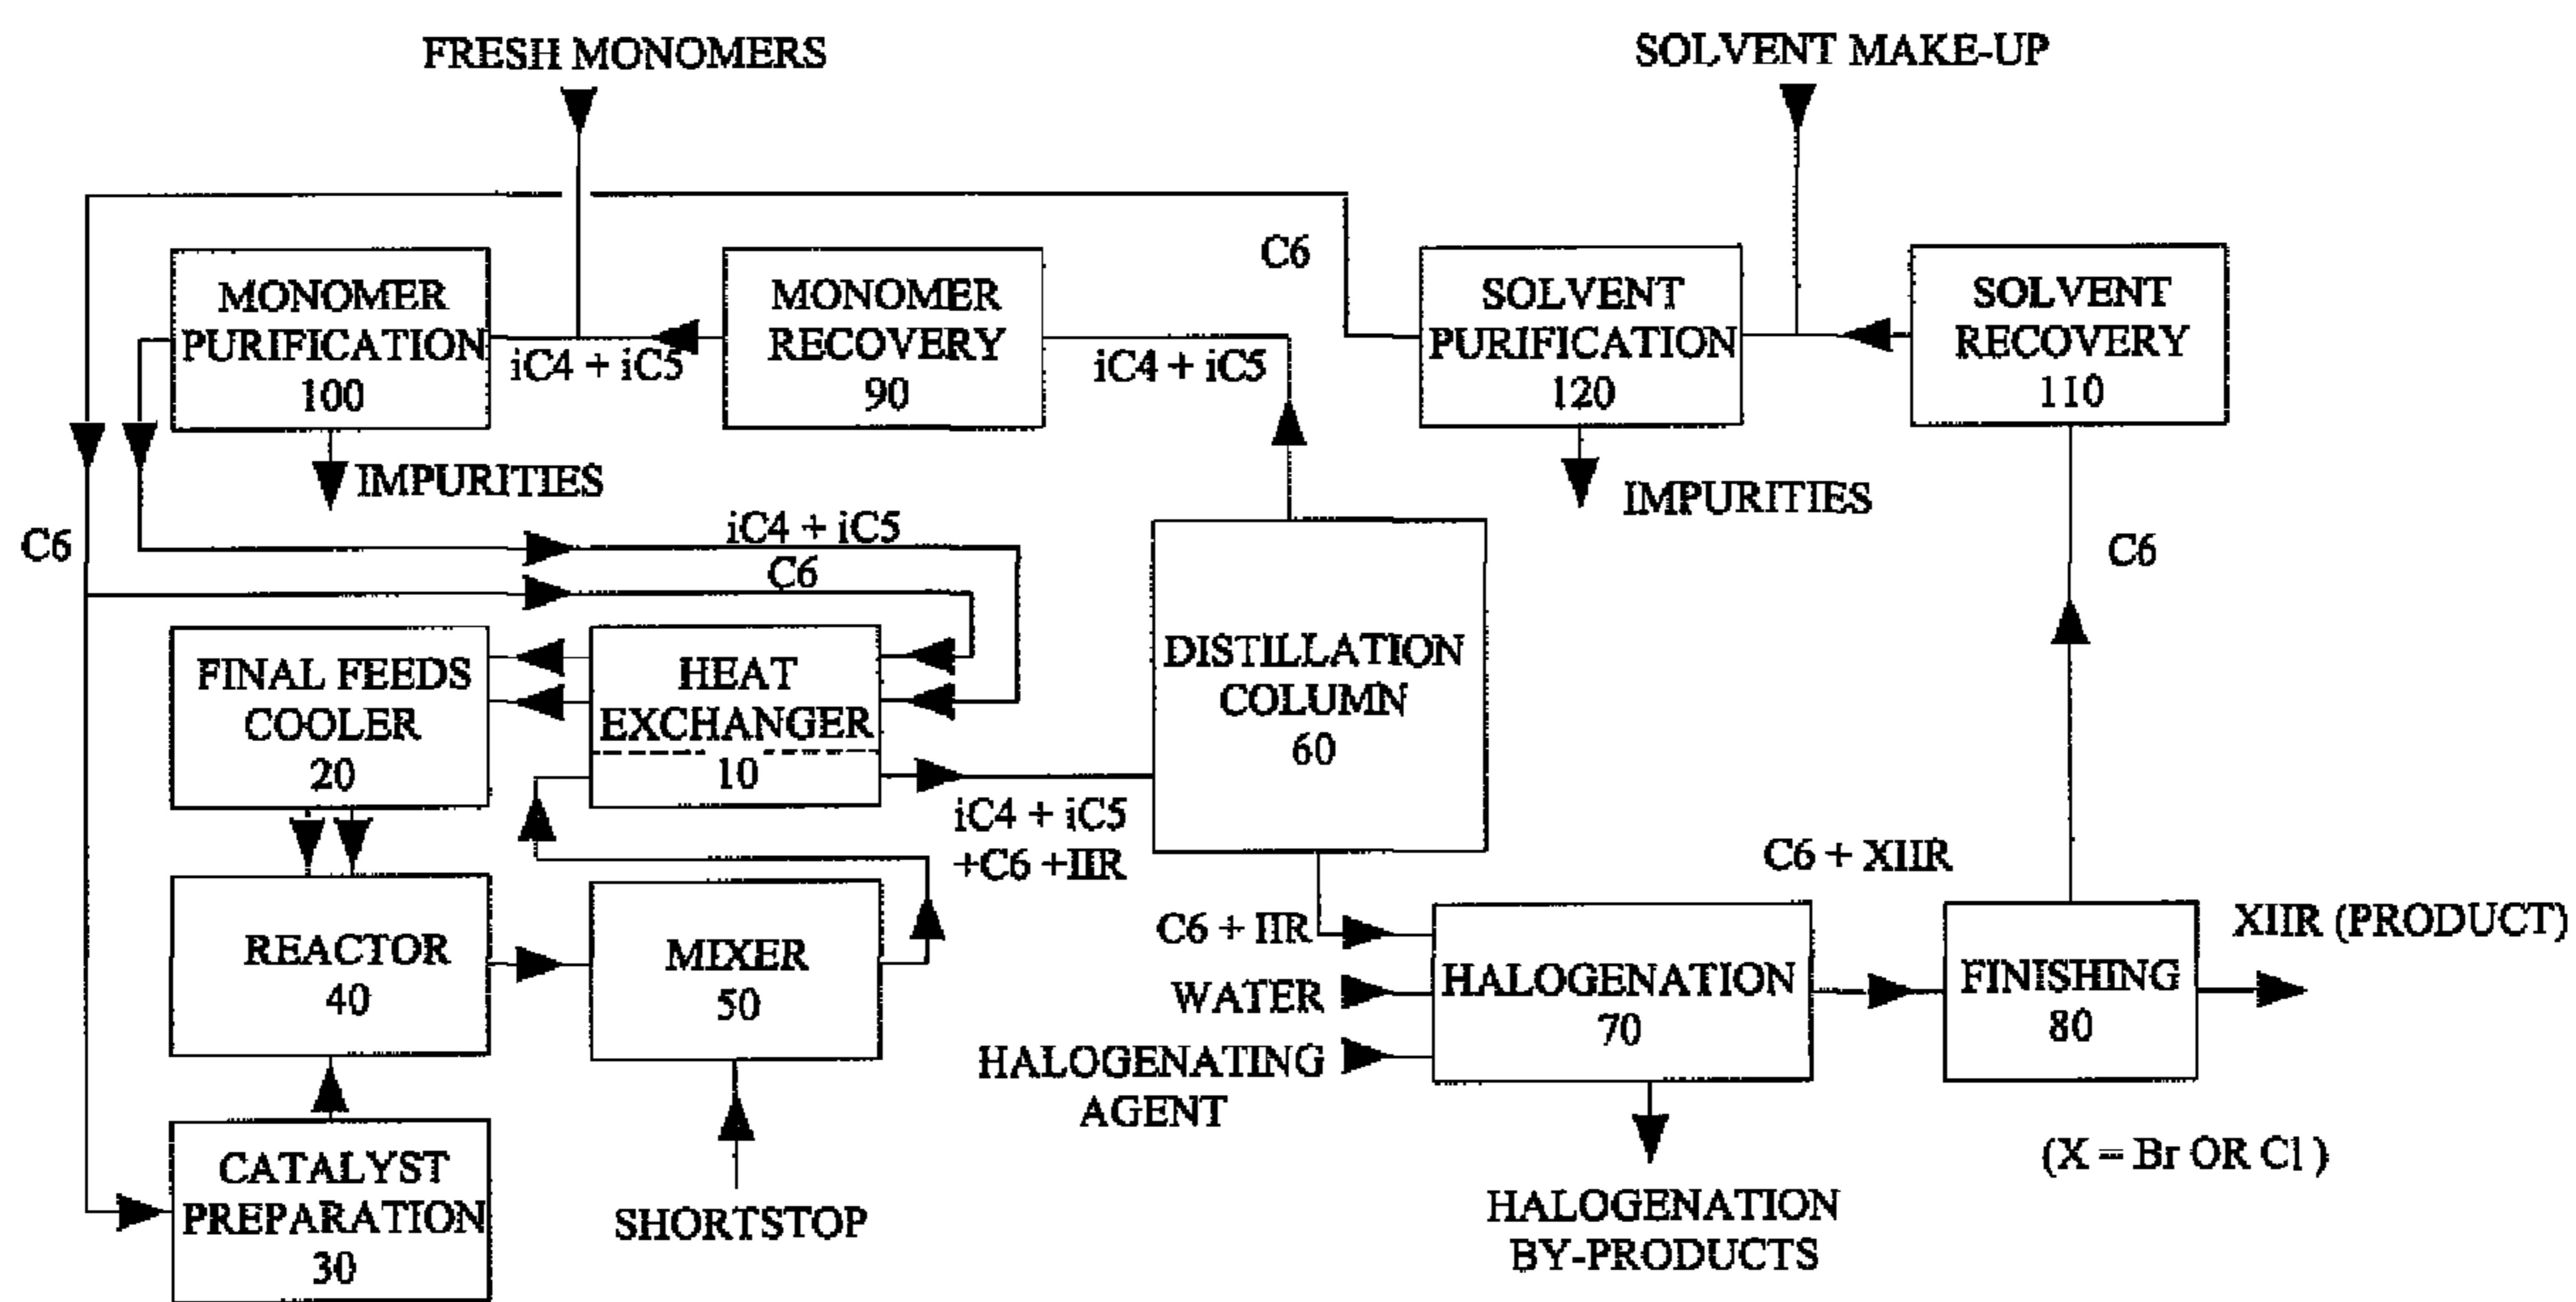 FRESH MONOMERS
SOLVENT MAKE-UP
MONOMER
PURIFICATION
100
iC4 + iC5
MONOMER
RECOVERY
90
iC4 + iC5
C6
SOLVENT
PURIFICATION
120
SOLVENT
RECOVERY
110
IMPURITIES
IMPURITIES
C6
iC4 + iC5
C6
C6
FINAL FEEDS
COOLER
20
HEAT
EXCHANGER
10
DISTILLATION
COLUMN
60
iC4 + iC5
+C6 +IIR
REACTOR
40
MIXER
50
C6 + IIR
WATER
HALOGENATING
AGENT
HALOGENATION
70
C6 + XIIR
FINISHING
80
XIIR (PRODUCT)
CATALYST
PREPARATION
30
SHORTSTOP
HALOGENATION
BY-PRODUCTS
(X = Br OR Cl )